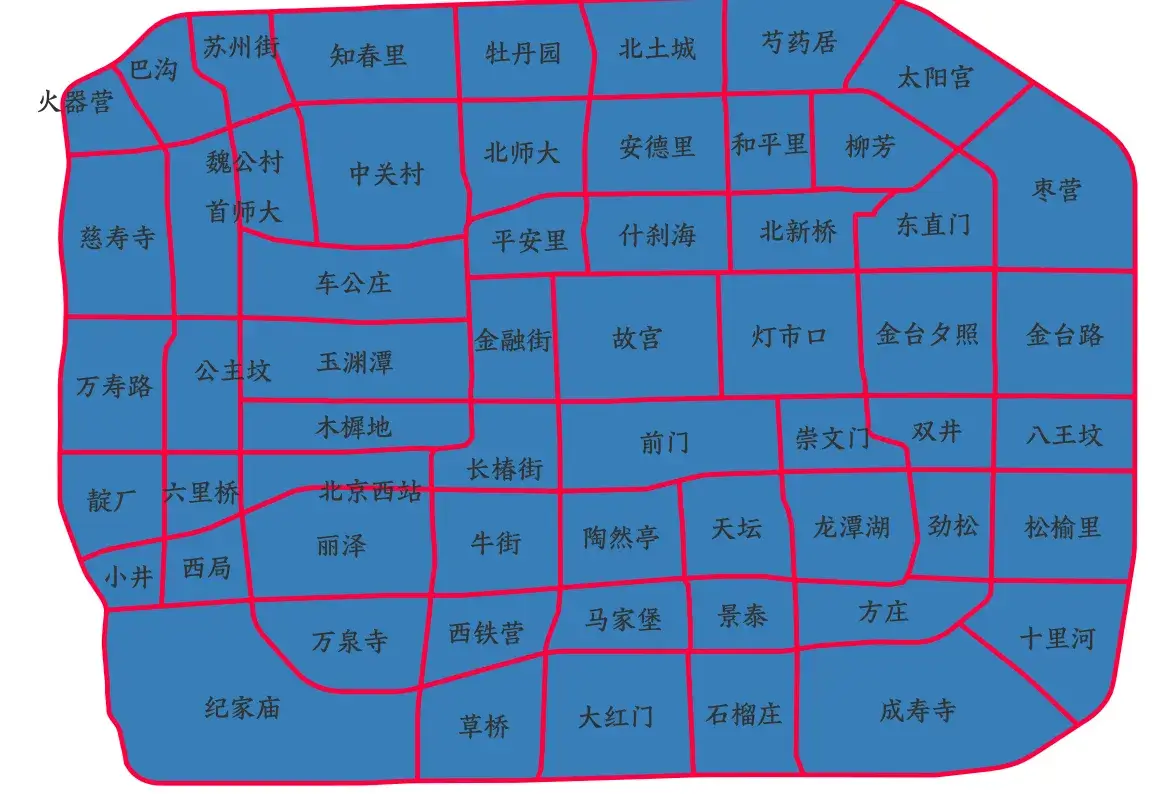 苏州街
知春里
牡丹园
北土城
芍药居
巴沟
太阳宫
火器营
魏公村
中关村
北师大
安德里
和平里
柳芳
枣营
首师大
慈寿寺
平安里
什刹海
北新桥
东直门
车公庄
金融街
故宫
灯市口
金台夕照
金台路
万寿路
公主坟
玉渊潭
木樨地
前门
崇文门
双井
八王坟
长椿街
靛厂
六里桥
北京西站
丽泽
牛街
陶然亭
天坛
龙潭湖
劲松
松榆里
小井
西局
万泉寺
西铁营
马家堡
景泰
方庄
十里河
纪家庙
草桥
大红门
石榴庄
成寿寺